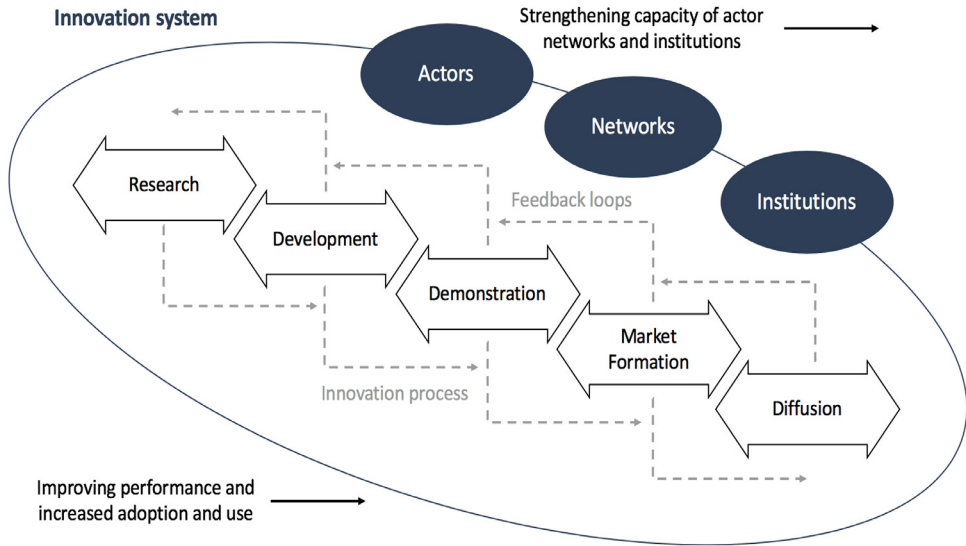 Innovation system
Strengthening capacity of actor
networks and institutions
Actors
Networks
Institutions
Research
Feedback loops
Development
Demonstration
Market
Formation
Innovation process
Diffusion
Improving performance and
increased adoption and use